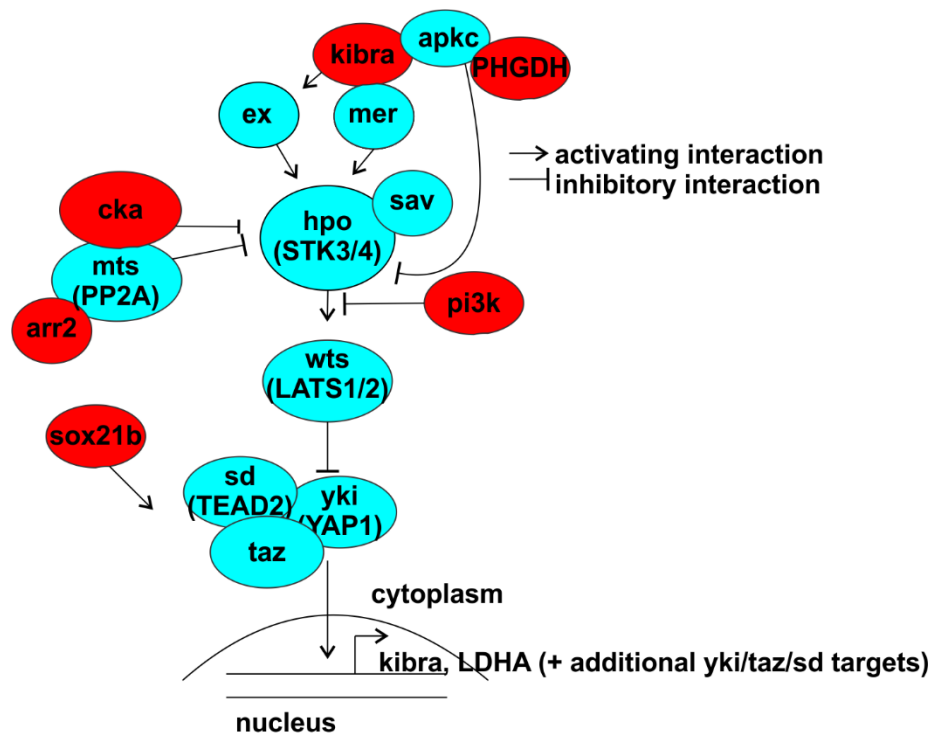 apkc
kibra
PHGDH
ex
mer
activating interaction
inhibitory interaction
cka
sav
hpo
(STK3/4)
mts
(PP2A)
arr2
pi3k
wts
(LATS1/2)
sox21b
sd
(TEAD2)
yki
(YAP1)
taz
cytoplasm
kibra, LDHA (+ additional yki/taz/sd targets)
nucleus